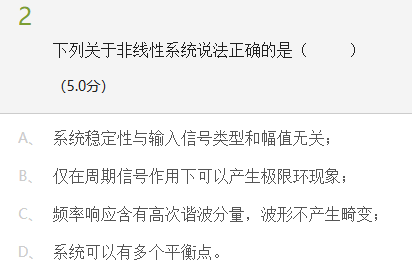 2
下列关于非线性系统说法正确的是（　　）
（5.0分）
A、 系统稳定性与输入信号类型和幅值无关；
B、 仅在周期信号作用下可以产生极限环现象；
C、 频率响应含有高次谐波分量，波形不产生畸变；
D、 系统可以有多个平衡点。